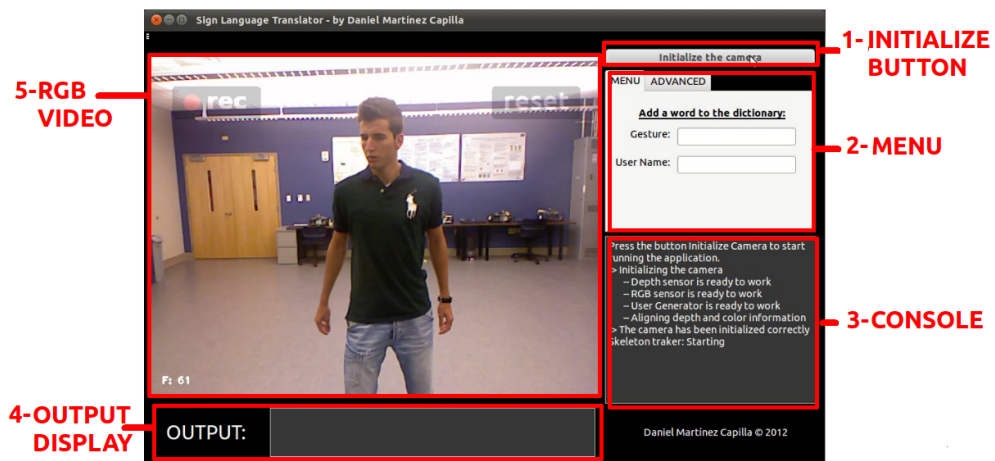 Sign Language Translator - by Daniel Martinez Capilla
1- INITIALIZE
BUTTON
Initialize the camera
5-RGB
VIDEO
rec
reset
MENU ADVANCED
Add a word to the dictionary:
Gesture:
User Name:
2- MENU
Press the button Initialize Camera to start
running the application.
> Initializing the camera
-- Depth sensor is ready to work
-- RGB sensor is ready to work
-- User Generator is ready to work
-- Aligning depth and color information
> The camera has been initialized correctly
Skeleton traker: Starting
3-CONSOLE
F: 61
4-OUTPUT
DISPLAY
OUTPUT:
Daniel Martínez Capilla © 2012